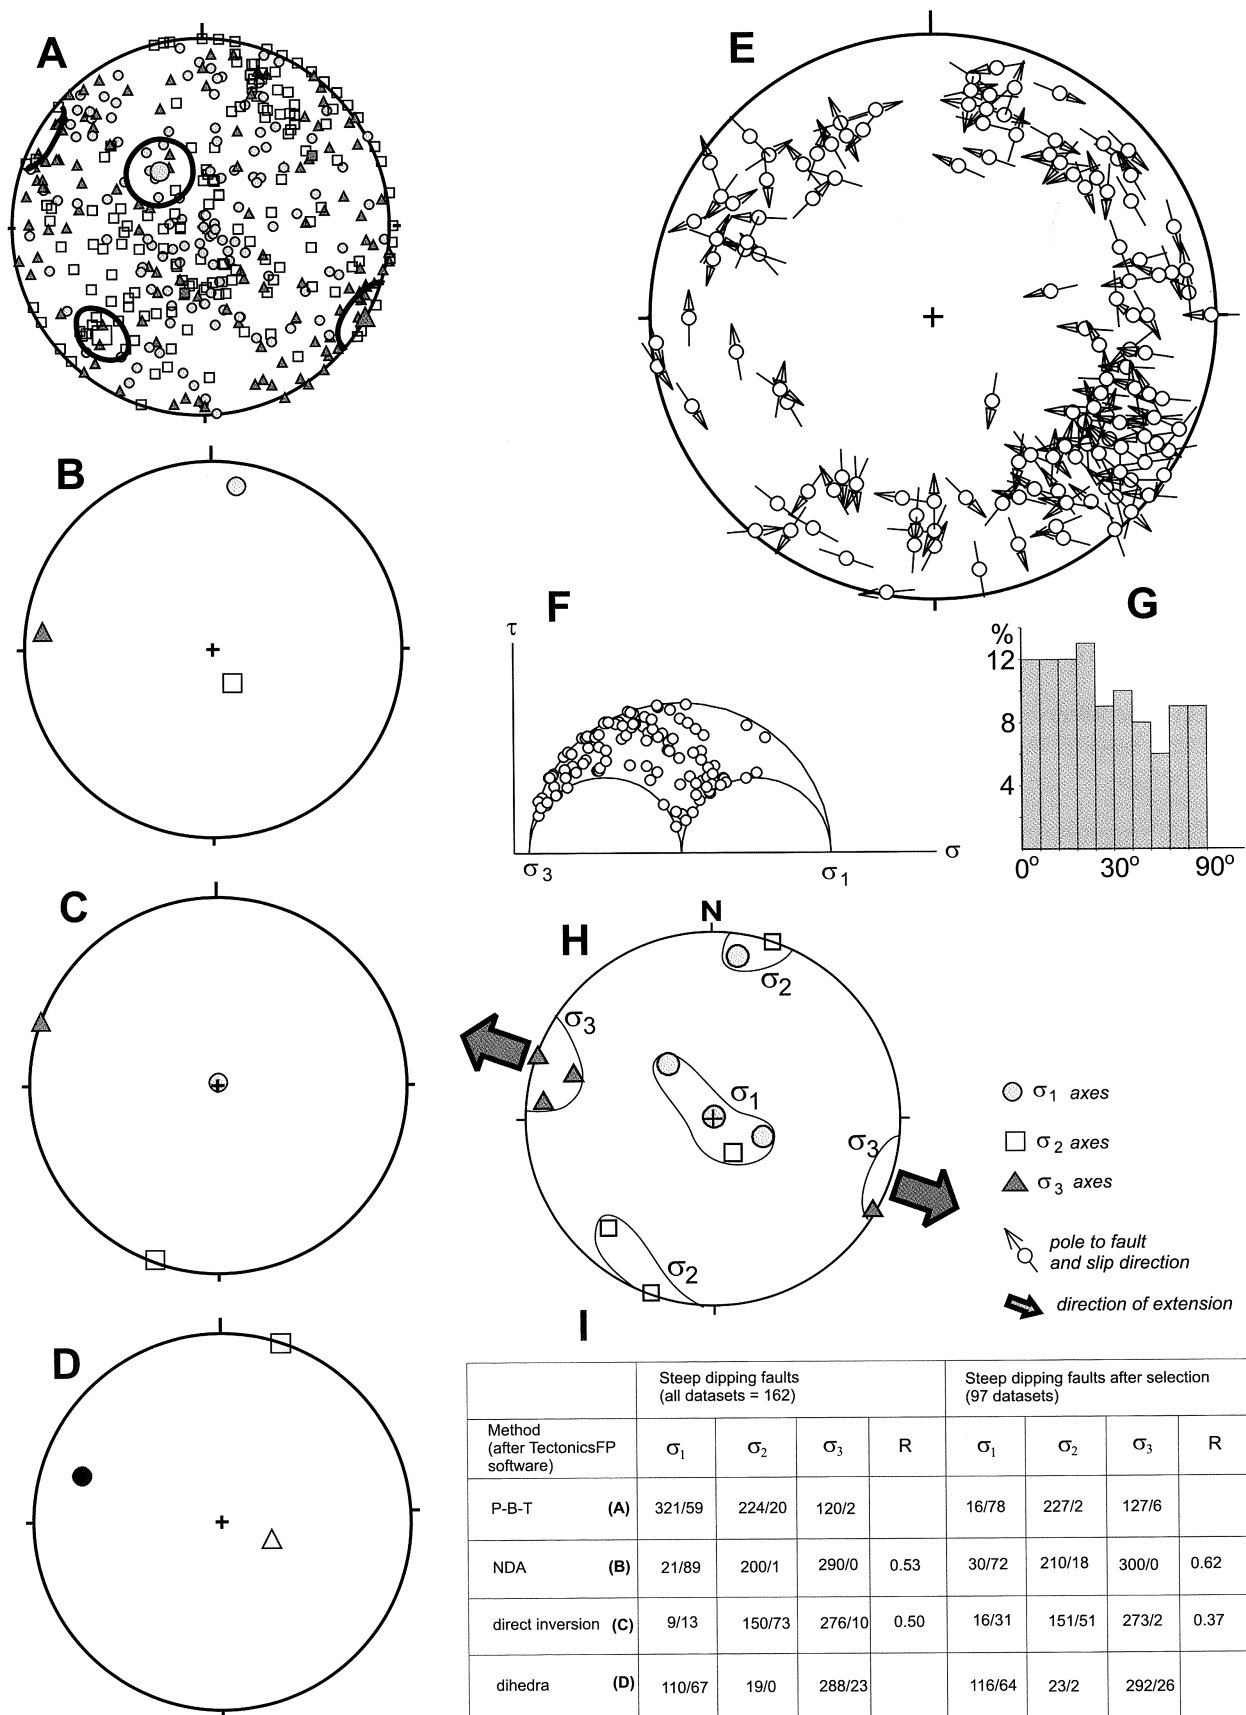 A
E
B
F
G
τ
%
12
8
4
σ
σ3
σ1
0º
30º
90º
C
N
H
σ2
σ3
σ1
σ3
σ2
σ1 axes
σ2 axes
σ3 axes
pole to fault
and slip direction
direction of extension
D
I
Steep dipping faults
(all datasets = 162)
Steep dipping faults after selection
(97 datasets)
Method
(after TectonicsFP
software)
σ1 σ2 σ3 R σ1 σ2 σ3 R
P-B-T (A) 321/59 224/20 120/2 16/78 227/2 127/6
NDA (B) 21/89 200/1 290/0 0.53 30/72 210/18 300/0 0.62
direct inversion (C) 9/13 150/73 276/10 0.50 16/31 151/51 273/2 0.37
dihedra (D) 110/67 19/0 288/23 116/64 23/2 292/26